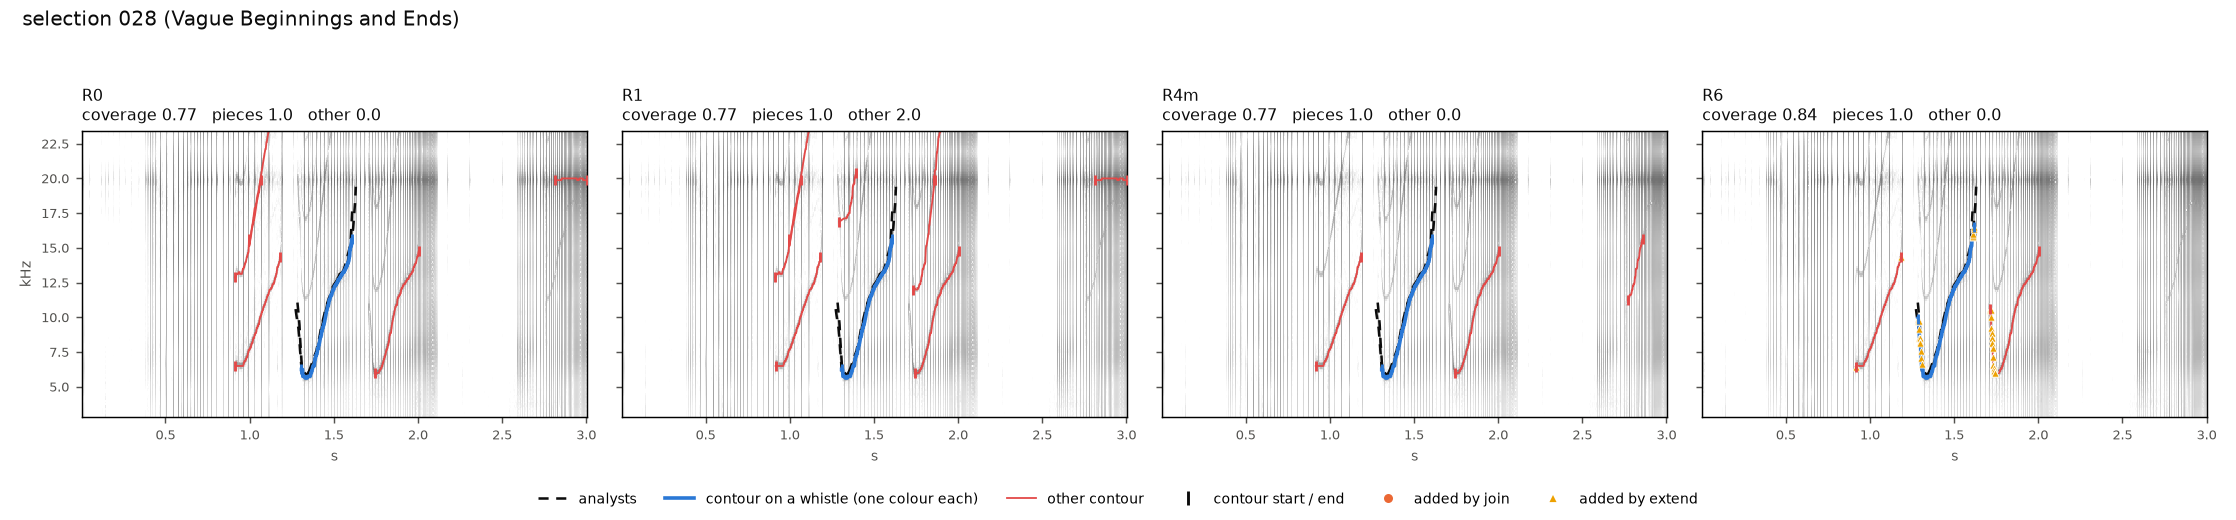 selection 028 (Vague Beginnings and Ends)
R0
coverage 0.77 pieces 1.0 other 0.0
R1
coverage 0.77 pieces 1.0 other 2.0
R4m
coverage 0.77 pieces 1.0 other 0.0
R6
coverage 0.84 pieces 1.0 other 0.0
22.5
20.0
17.5
15.0
12.5
10.0
7.5
5.0
kHz
0.5 1.0 1.5 2.0 2.5 3.0
s
0.5 1.0 1.5 2.0 2.5 3.0
s
0.5 1.0 1.5 2.0 2.5 3.0
s
0.5 1.0 1.5 2.0 2.5 3.0
s
analysts contour on a whistle (one colour each) other contour contour start / end added by join added by extend